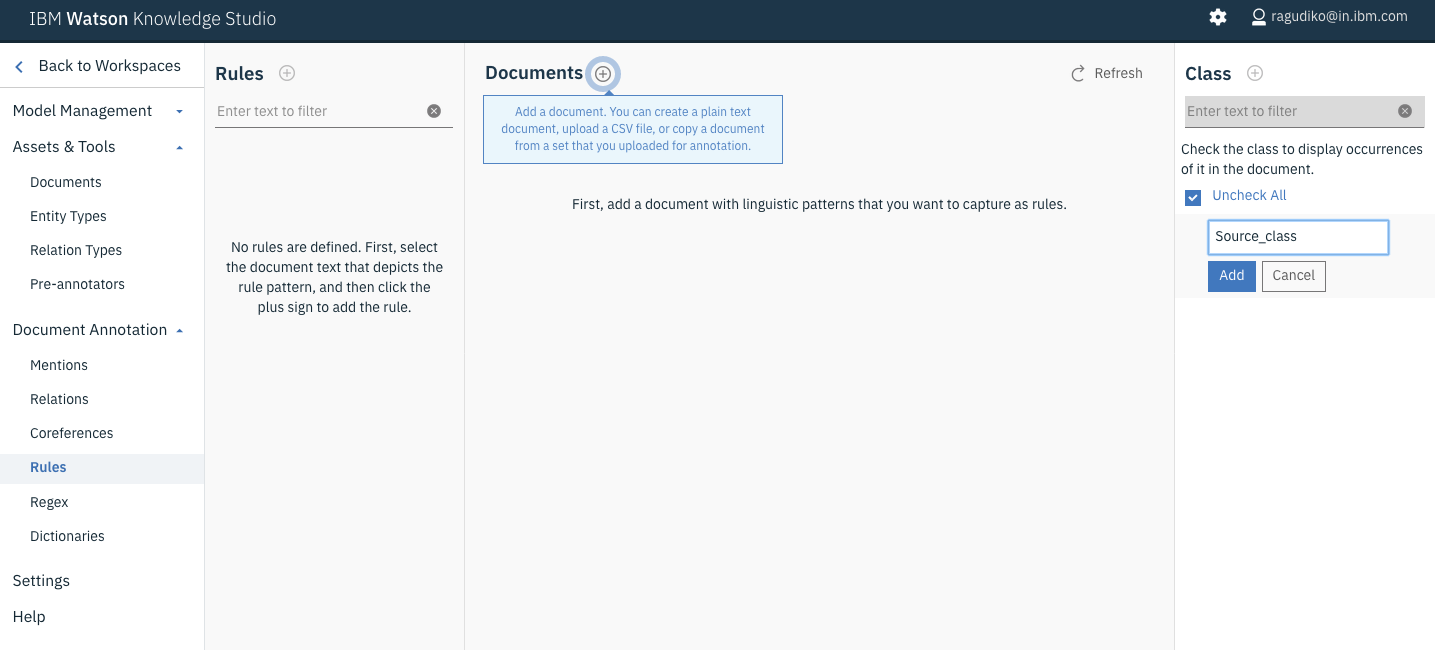 IBM Watson Knowledge Studio
ragudiko@in.ibm.com
Back to Workspaces
Model Management
Assets & Tools
Documents
Entity Types
Relation Types
Pre-annotators
Document Annotation
Mentions
Relations
Coreferences
Rules
Regex
Dictionaries
Settings
Help
Rules
Enter text to filter
No rules are defined. First, select
the document text that depicts the
rule pattern, and then click the
plus sign to add the rule.
Documents
Refresh
Add a document. You can create a plain text
document, upload a CSV file, or copy a document
from a set that you uploaded for annotation.
First, add a document with linguistic patterns that you want to capture as rules.
Class
Enter text to filter
Check the class to display occurrences
of it in the document.
Uncheck All
Source_class
Add Cancel